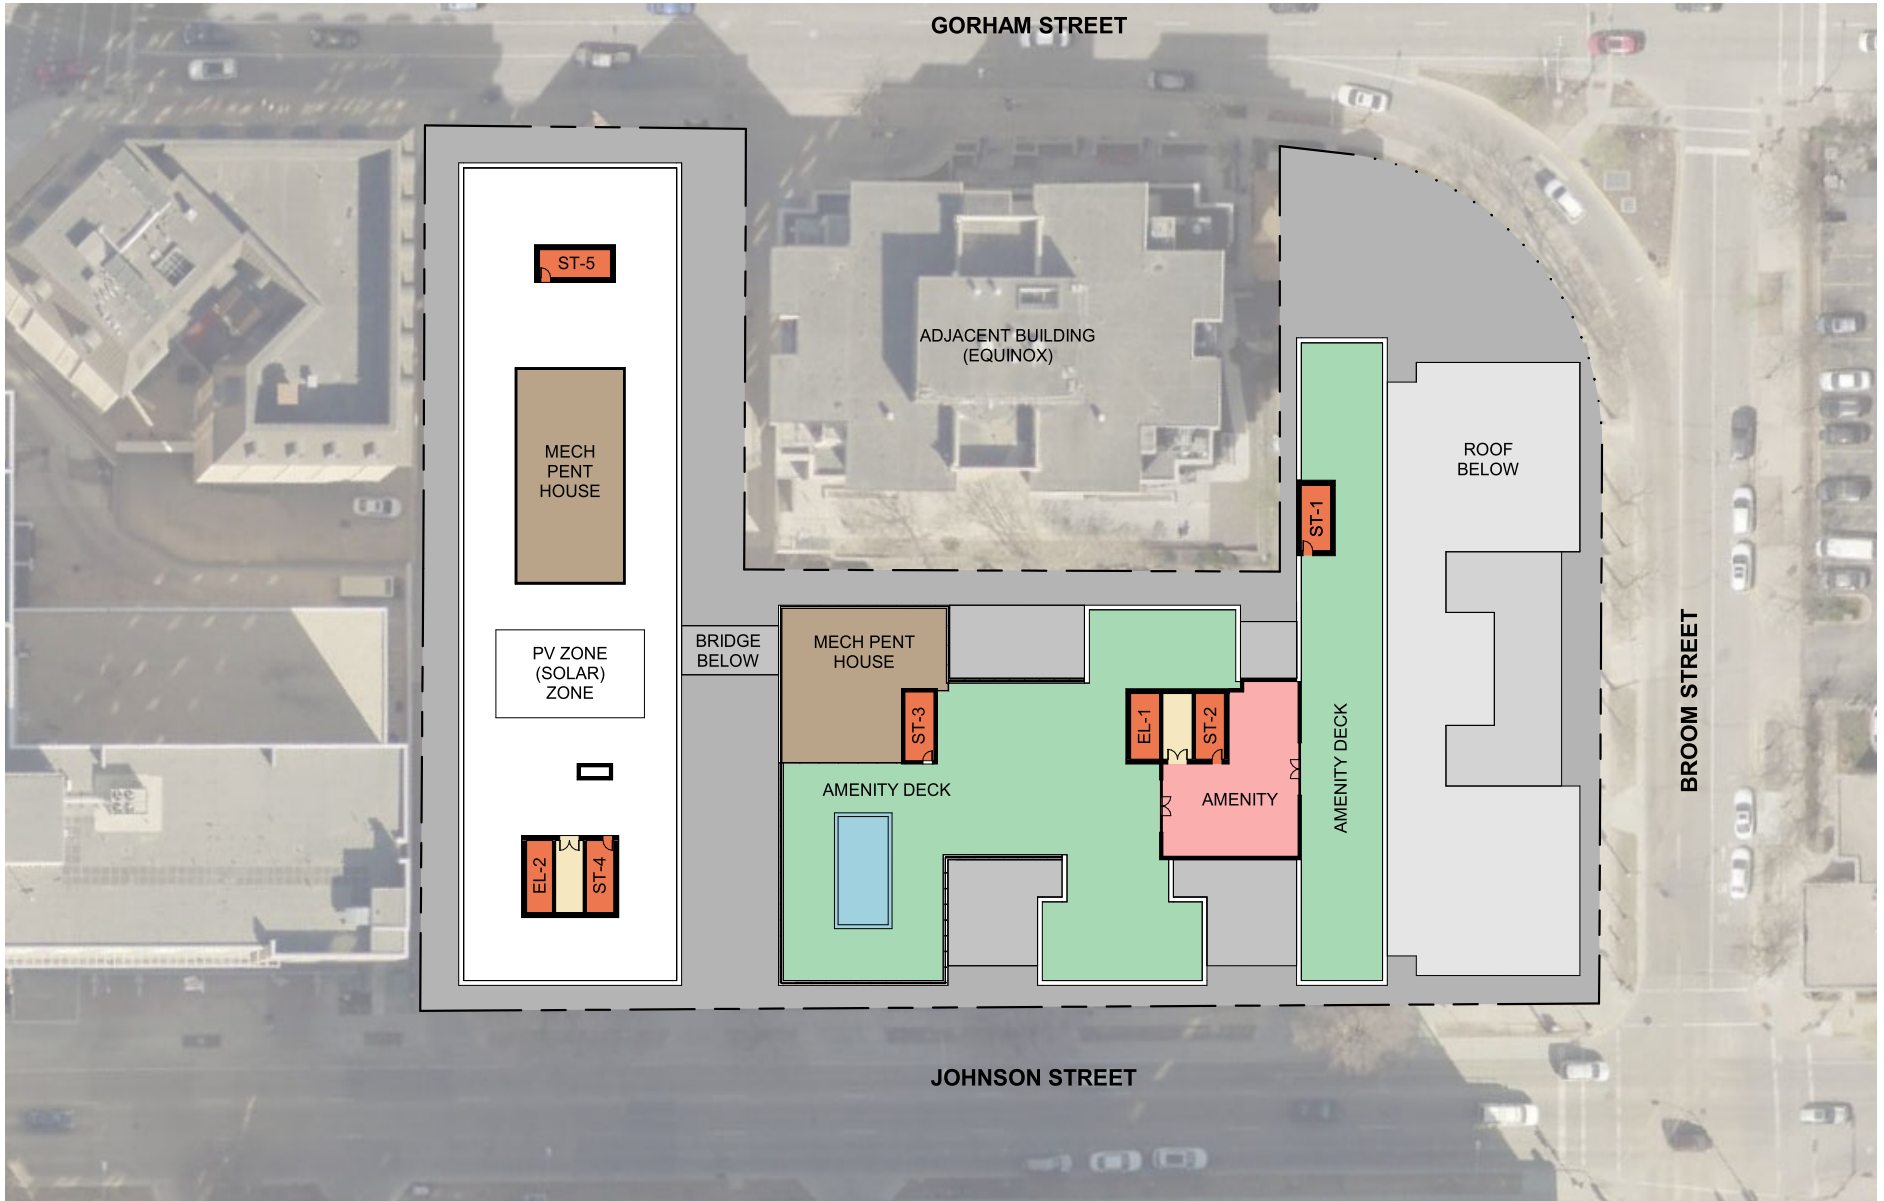 GORHAM STREET
ST-5
ADJACENT BUILDING
(EQUINOX)
MECH
PENT
HOUSE
ROOF
BELOW
ST-1
PV ZONE
(SOLAR)
ZONE
BRIDGE
BELOW
MECH PENT
HOUSE
ST-3
EL-1
ST-2
AMENITY DECK
AMENITY
AMENITY DECK
BROOM STREET
EL-2
ST-4
JOHNSON STREET